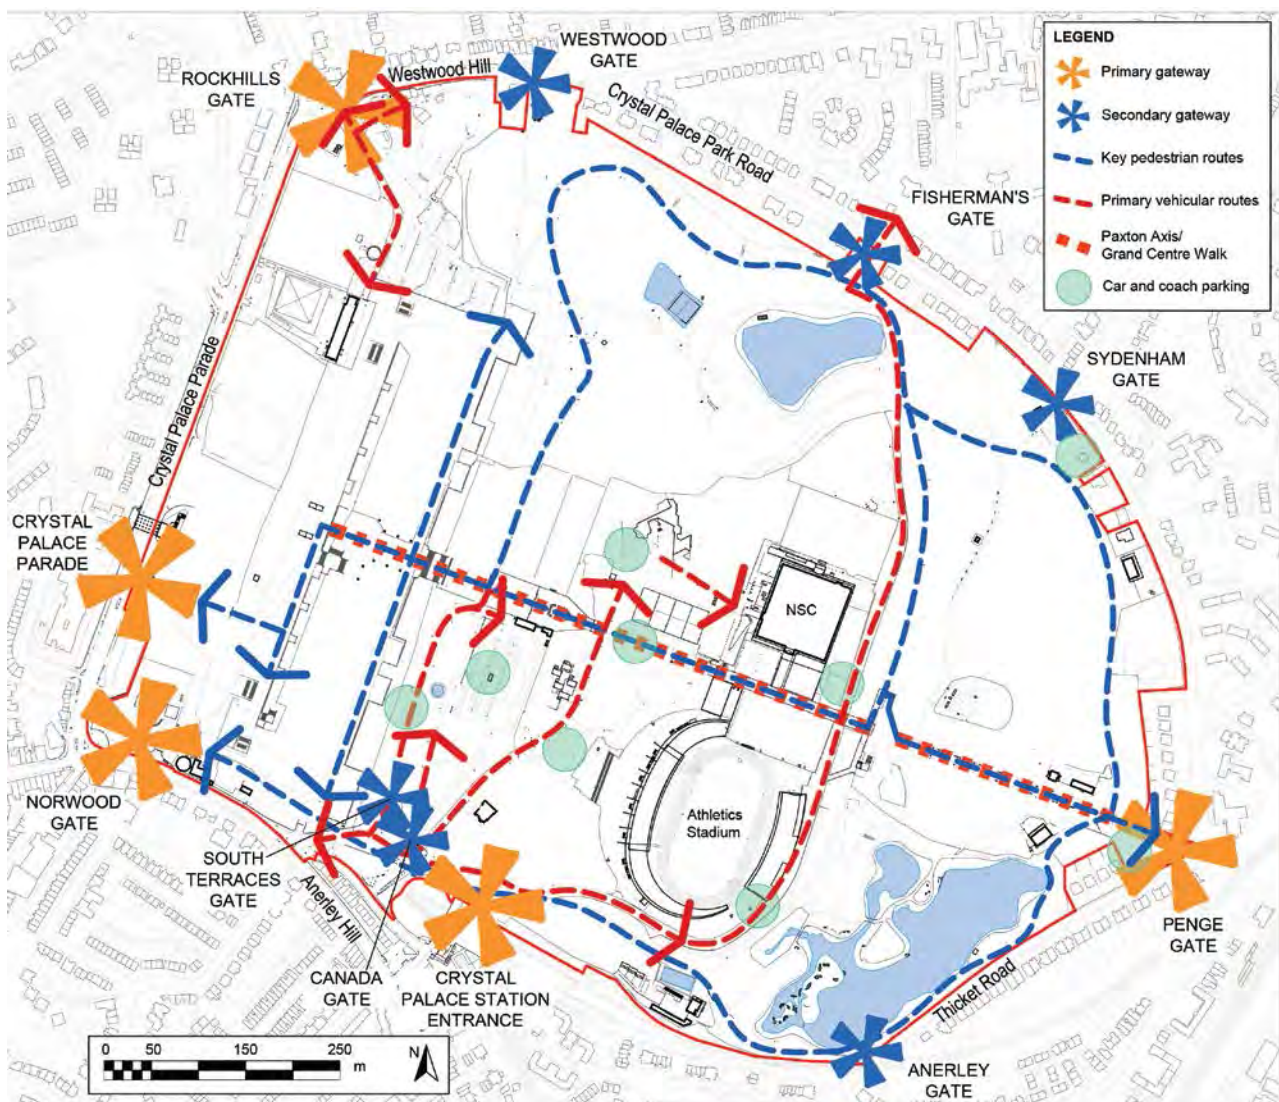 WESTWOOD
GATE
ROCKHILLS
GATE
Westwood Hill
Crystal Palace Park Road
FISHERMAN'S
GATE
LEGEND
Primary gateway
Secondary gateway
Key pedestrian routes
Primary vehicular routes
Paxton Axis/
Grand Centre Walk
Car and coach parking
SYDENHAM
GATE
Crystal Palace Parade
CRYSTAL
PALACE
PARADE
NSC
Athletics
Stadium
NORWOOD
GATE
SOUTH
TERRACES
GATE
Anerley Hill
CANADA
GATE
CRYSTAL
PALACE STATION
ENTRANCE
PENGE
GATE
Thicket Road
ANERLEY
GATE
0 50 150 250
m
N